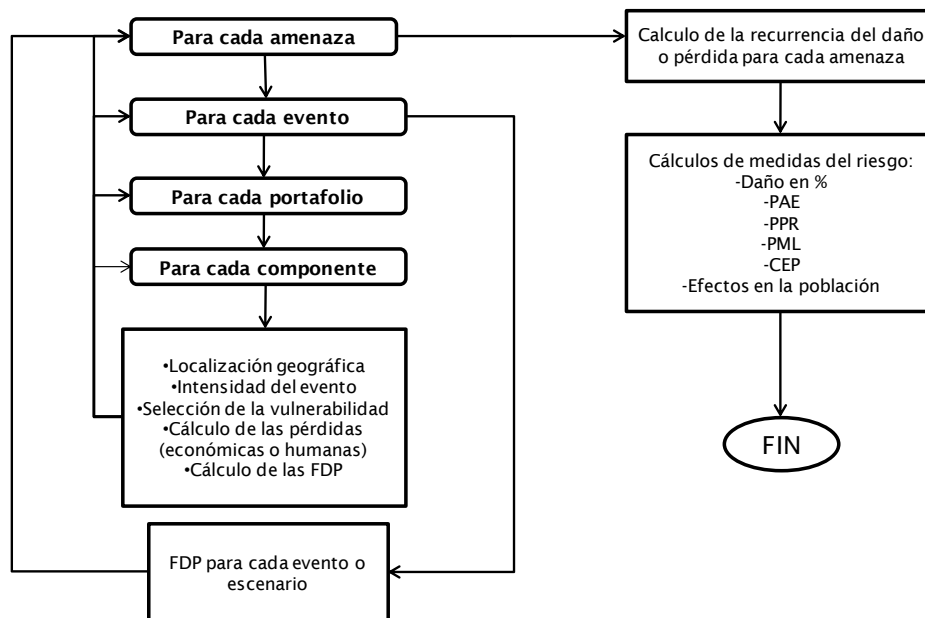 Para cada amenaza
Para cada evento
Para cada portafolio
Para cada componente
•Localización geográfica
•Intensidad del evento
•Selección de la vulnerabilidad
•Cálculo de las pérdidas
(económicas o humanas)
•Cálculo de las FDP
FDP para cada evento o
escenario
Calculo de la recurrencia del daño
o pérdida para cada amenaza
Cálculos de medidas del riesgo:
-Daño en %
-PAE
-PPR
-PML
-CEP
-Efectos en la población
FIN